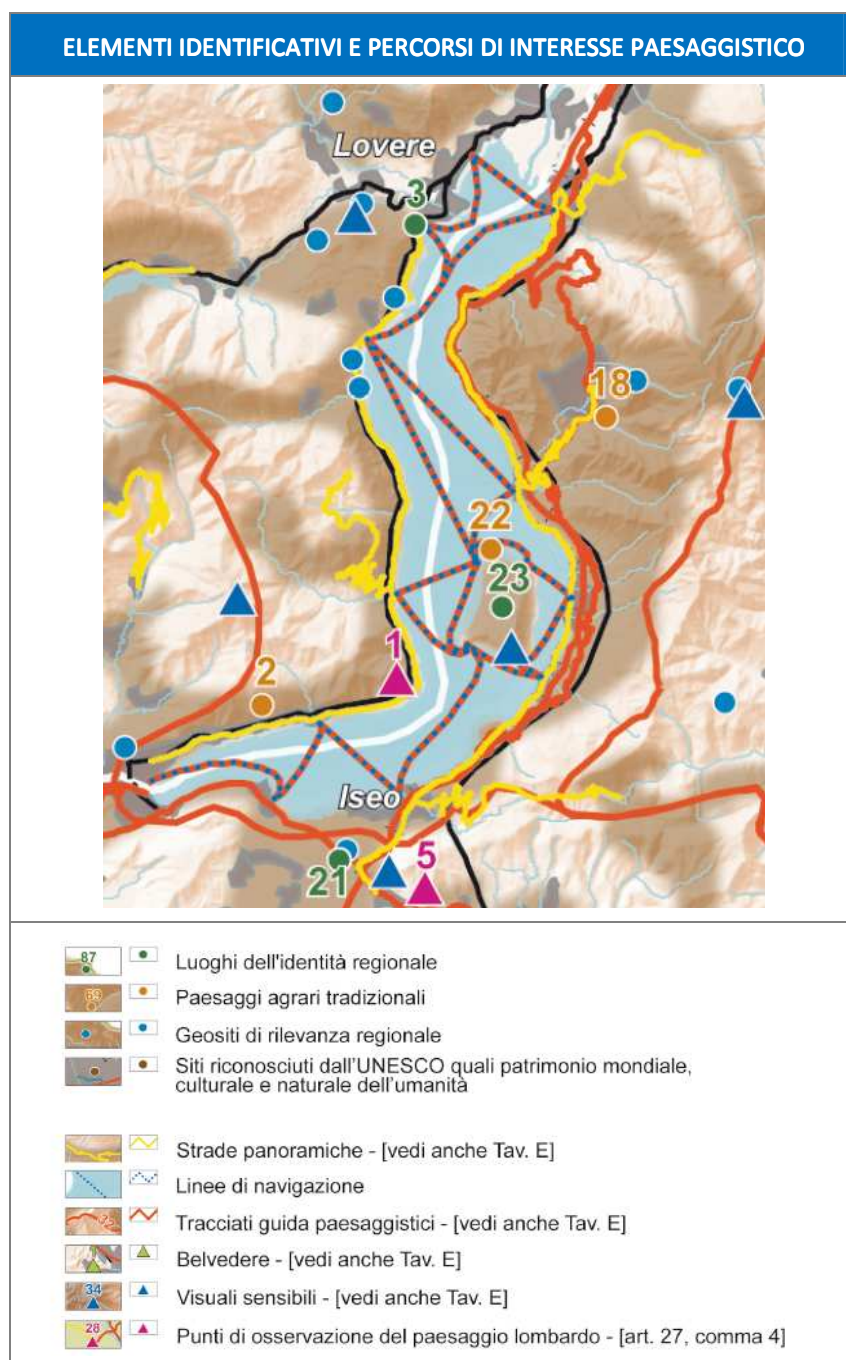 ELEMENTI IDENTIFICATIVI E PERCORSI DI INTERESSE PAESAGGISTICO
Lovere
3
18
22
23
1
2
Iseo
21
5
87
Luoghi dell'identità regionale
69
Paesaggi agrari tradizionali
Geositi di rilevanza regionale
Siti riconosciuti dall'UNESCO quali patrimonio mondiale,
culturale e naturale dell'umanità
Strade panoramiche - [vedi anche Tav. E]
Linee di navigazione
32
Tracciati guida paesaggistici - [vedi anche Tav. E]
Belvedere - [vedi anche Tav. E]
34
Visuali sensibili - [vedi anche Tav. E]
28
Punti di osservazione del paesaggio lombardo - [art. 27, comma 4]